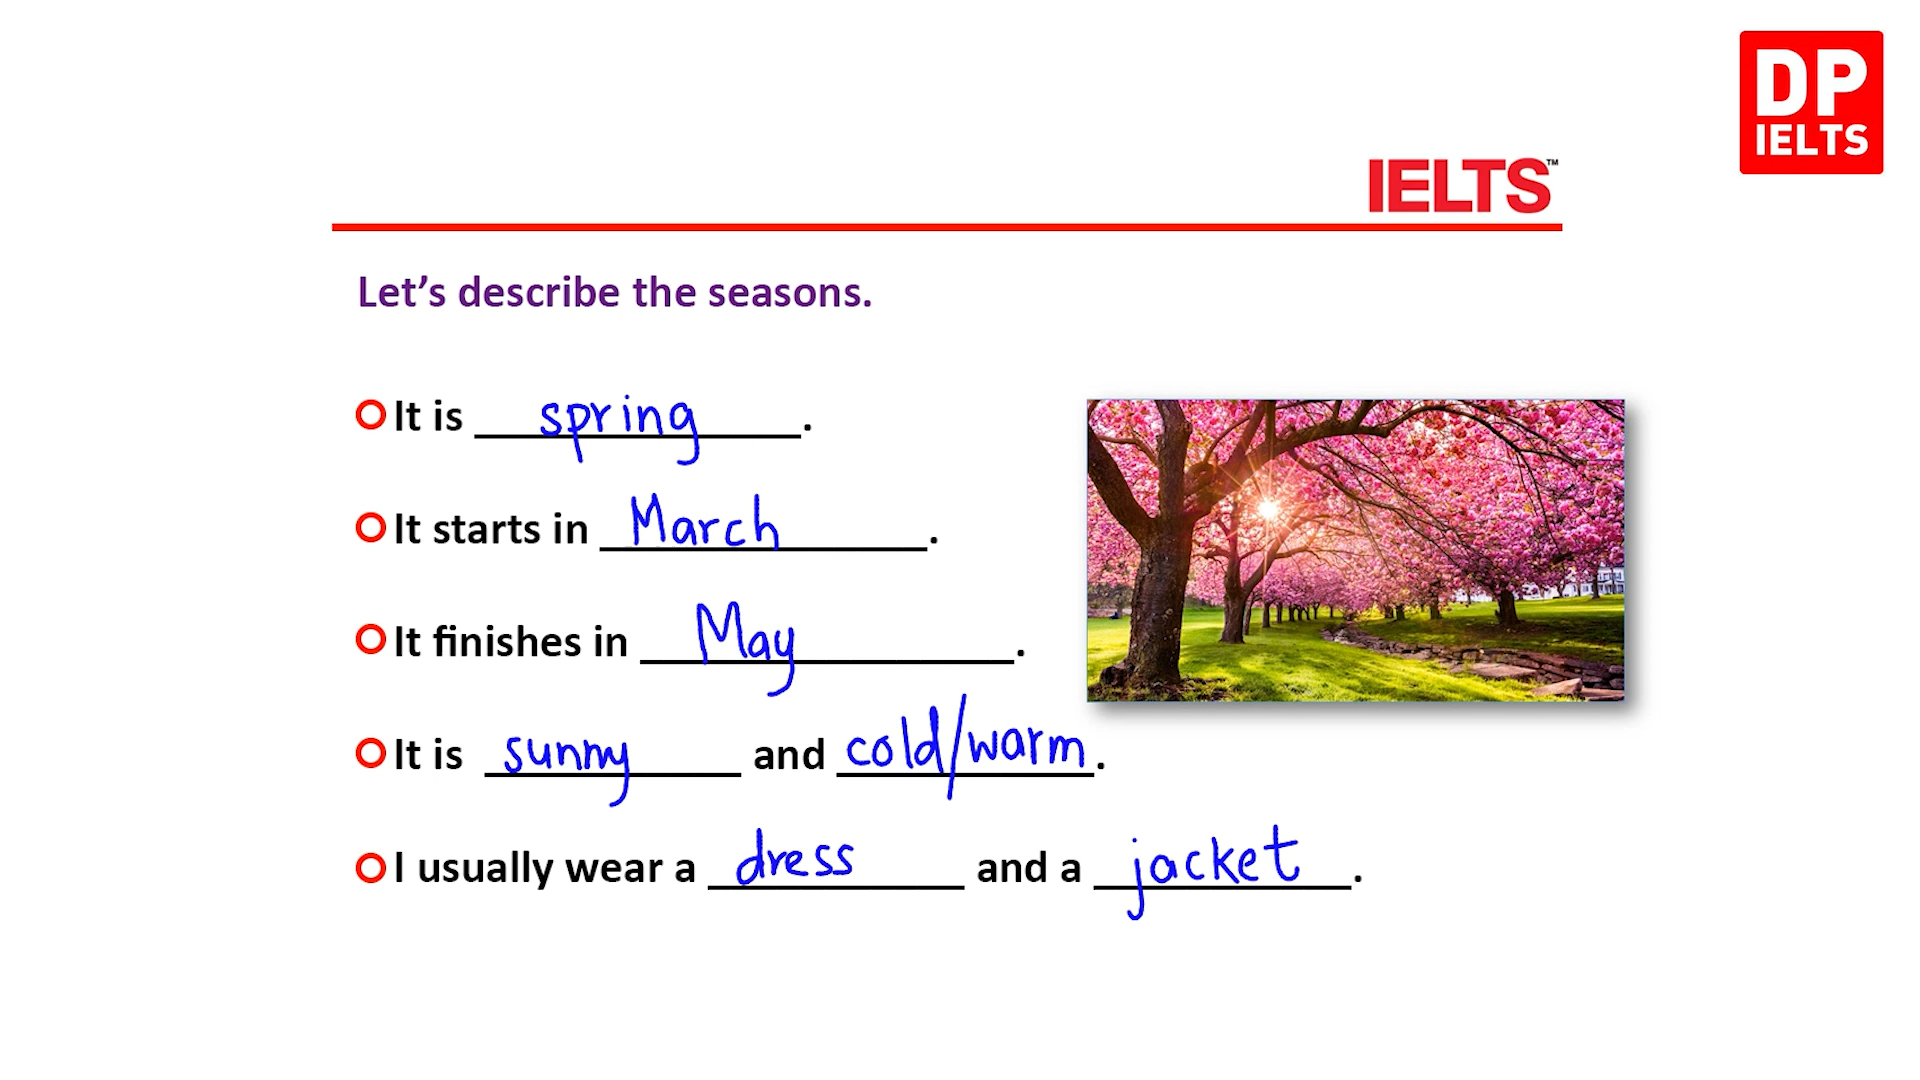 DP
IELTS
IELTS™
Let's describe the seasons.
It is spring.
It starts in March.
It finishes in May.
It is sunny and cold/warm.
I usually wear a dress and a jacket.